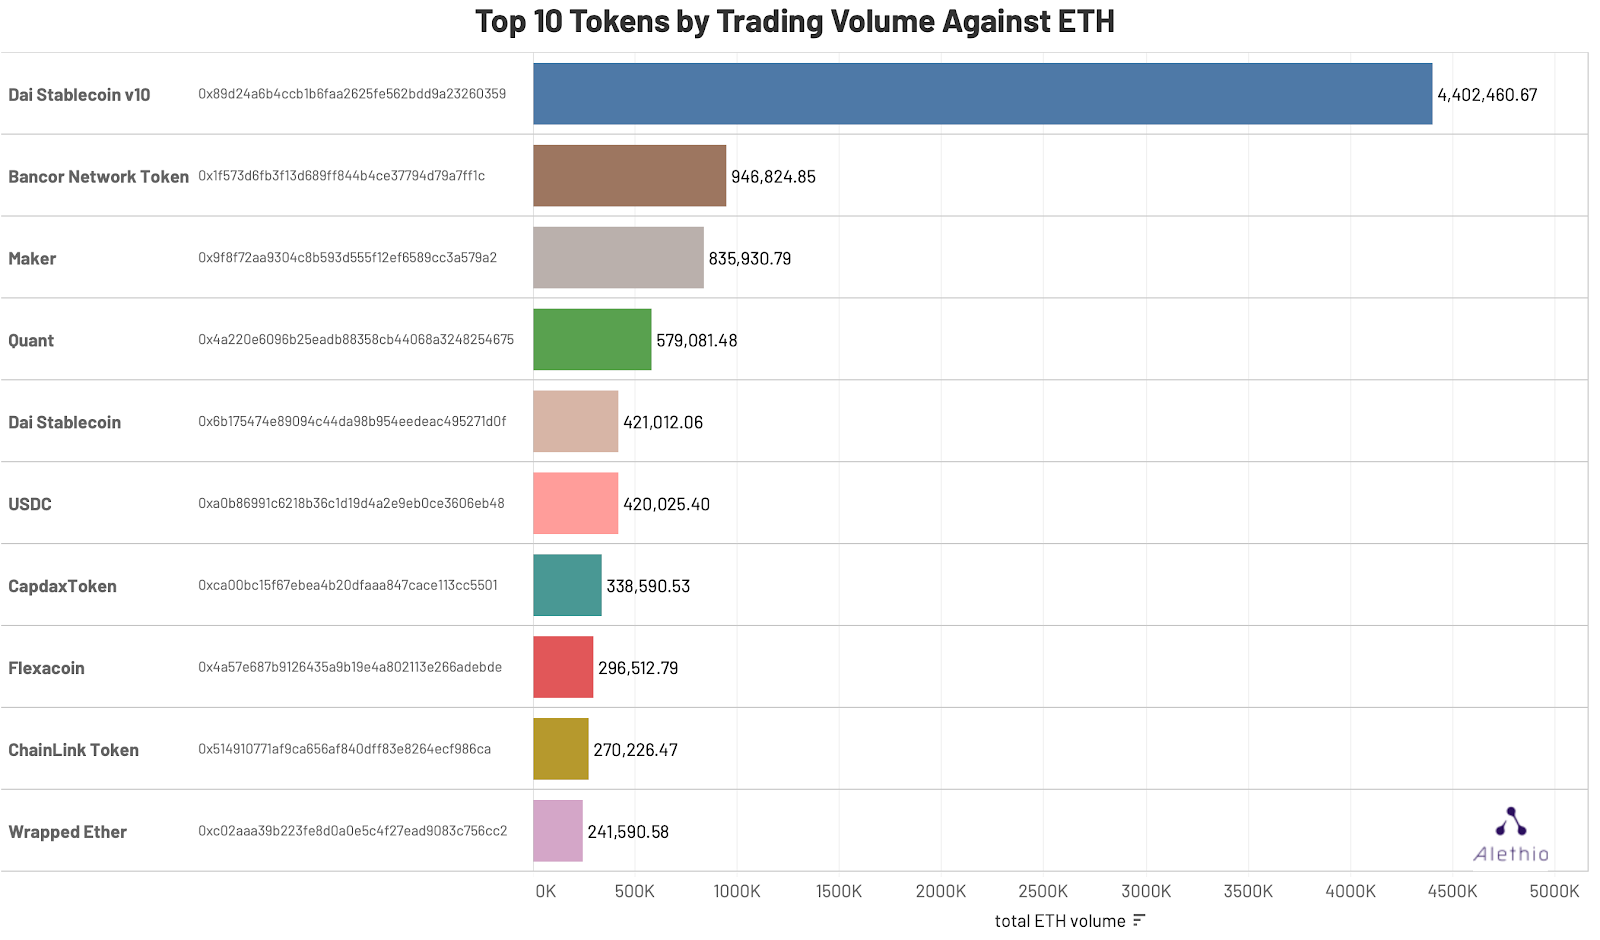 Top 10 Tokens by Trading Volume Against ETH
Dai Stablecoin v10 0x89d24a6b4ccb1b6faa2625fe562bdd9a23260359 4,402,460.67
Bancor Network Token 0x1f573d6fb3f13d689ff844b4ce37794d79a7ff1c 946,824.85
Maker 0x9f8f72aa9304c8b593d555f12ef6589cc3a579a2 835,930.79
Quant 0x4a220e6096b25eadb88358cb44068a3248254675 579,081.48
Dai Stablecoin 0x6b175474e89094c44da98b954eedeac495271d0f 421,012.06
USDC 0xa0b86991c6218b36c1d19d4a2e9eb0ce3606eb48 420,025.40
CapdaxToken 0xca00bc15f67ebea4b20dfaaa847cace113cc5501 338,590.53
Flexacoin 0x4a57e687b9126435a9b19e4a802113e266adebde 296,512.79
ChainLink Token 0x514910771af9ca656af840dff83e8264ecf986ca 270,226.47
Wrapped Ether 0xc02aaa39b223fe8d0a0e5c4f27ead9083c756cc2 241,590.58
Alethio
0K 500K 1000K 1500K 2000K 2500K 3000K 3500K 4000K 4500K 5000K
total ETH volume